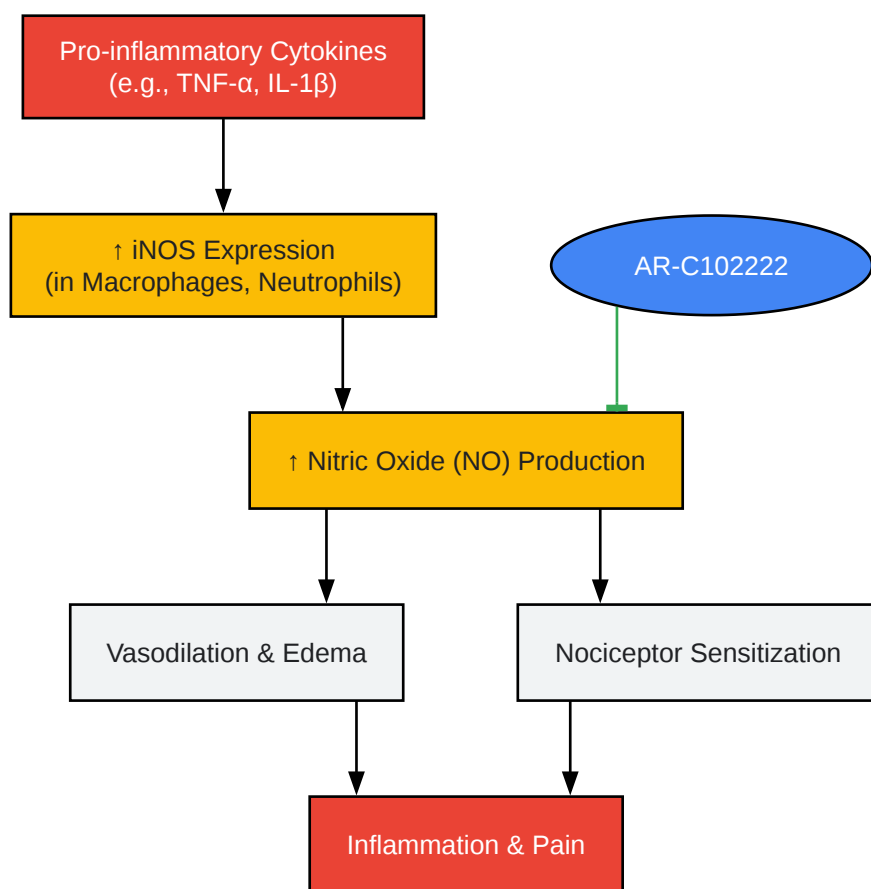 Pro-inflammatory Cytokines
(e.g., TNF-α, IL-1β)
↑ iNOS Expression
(in Macrophages, Neutrophils)
AR-C102222
↑ Nitric Oxide (NO) Production
Vasodilation & Edema
Nociceptor Sensitization
Inflammation & Pain